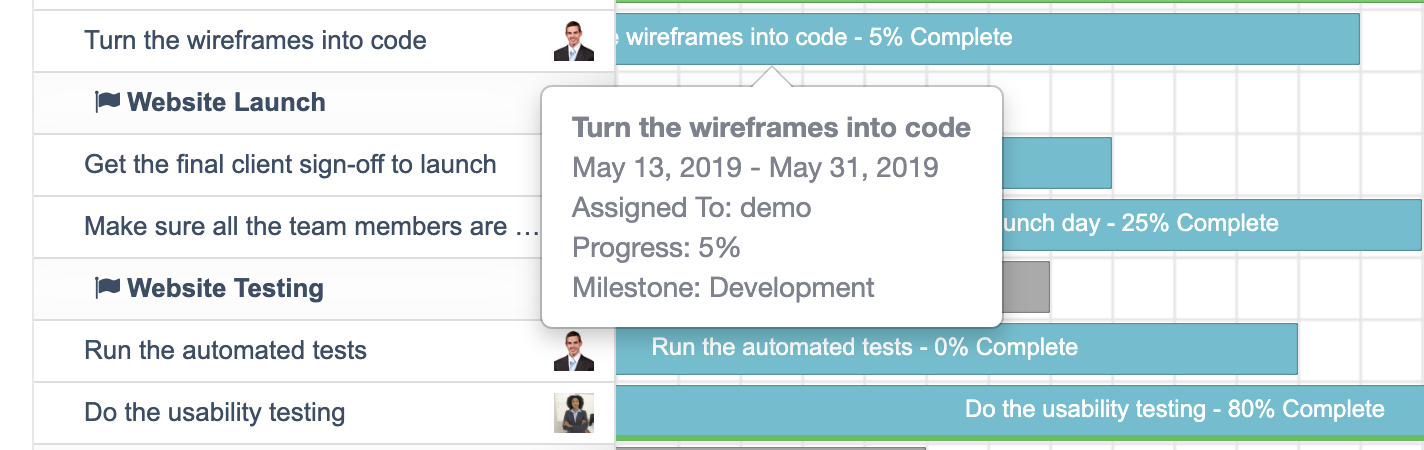 Turn the wireframes into code
wireframes into code - 5% Complete
Website Launch
Turn the wireframes into code
May 13, 2019 - May 31, 2019
Assigned To: demo
Progress: 5%
Milestone: Development
Get the final client sign-off to launch
Make sure all the team members are …
day - 25% Complete
Website Testing
Run the automated tests
Run the automated tests - 0% Complete
Do the usability testing
Do the usability testing - 80% Complete